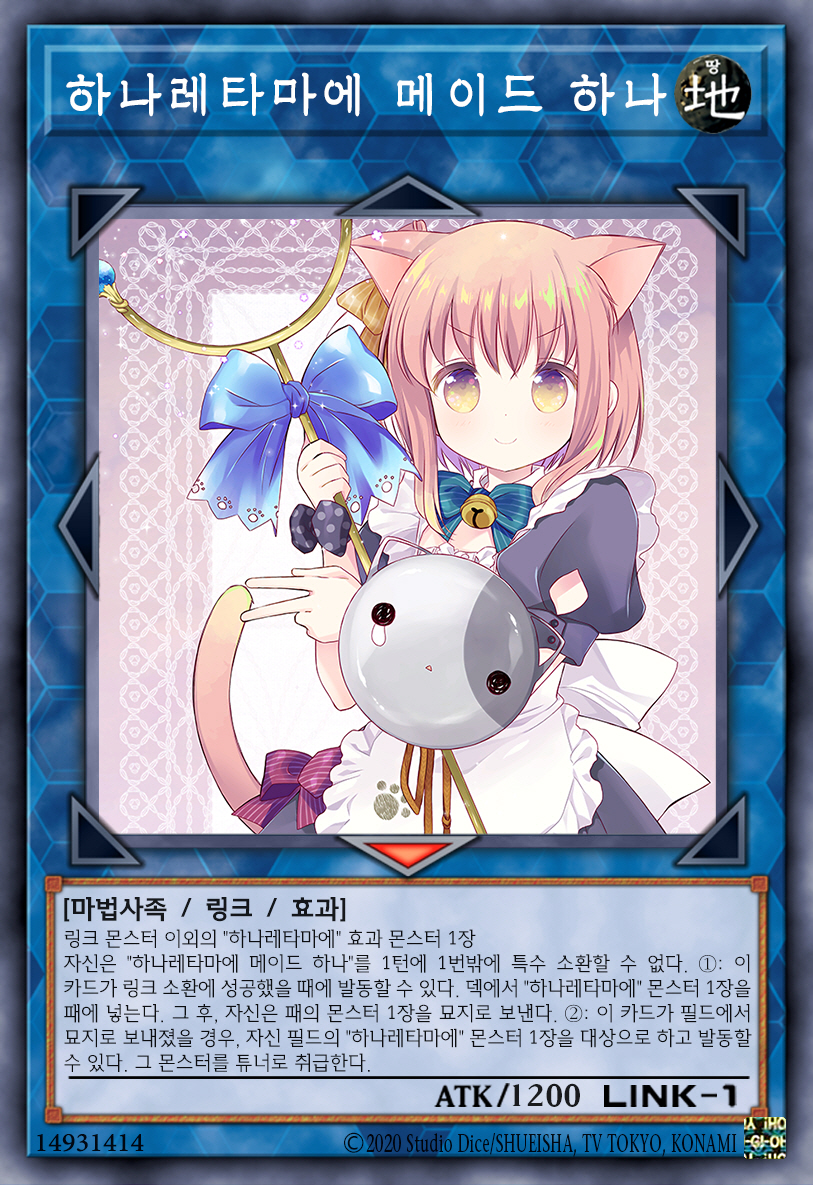 하나레타마에 메이드 하나
땅
地
[마법사족 / 링크 / 효과]
링크 몬스터 이외의 "하나레타마에" 효과 몬스터 1장
자신은 "하나레타마에 메이드 하나"를 1턴에 1번밖에 특수 소환할 수 없다. ①: 이
카드가 링크 소환에 성공했을 때에 발동할 수 있다. 덱에서 "하나레타마에" 몬스터 1장을
패에 넣는다. 그 후, 자신은 패의 몬스터 1장을 묘지로 보낸다. ②: 이 카드가 필드에서
묘지로 보내졌을 경우, 자신 필드의 "하나레타마에" 몬스터 1장을 대상으로 하고 발동할
수 있다. 그 몬스터를 튜너로 취급한다.
ATK/1200 LINK-1
14931414 ©2020 Studio Dice/SHUEISHA, TV TOKYO, KONAMI